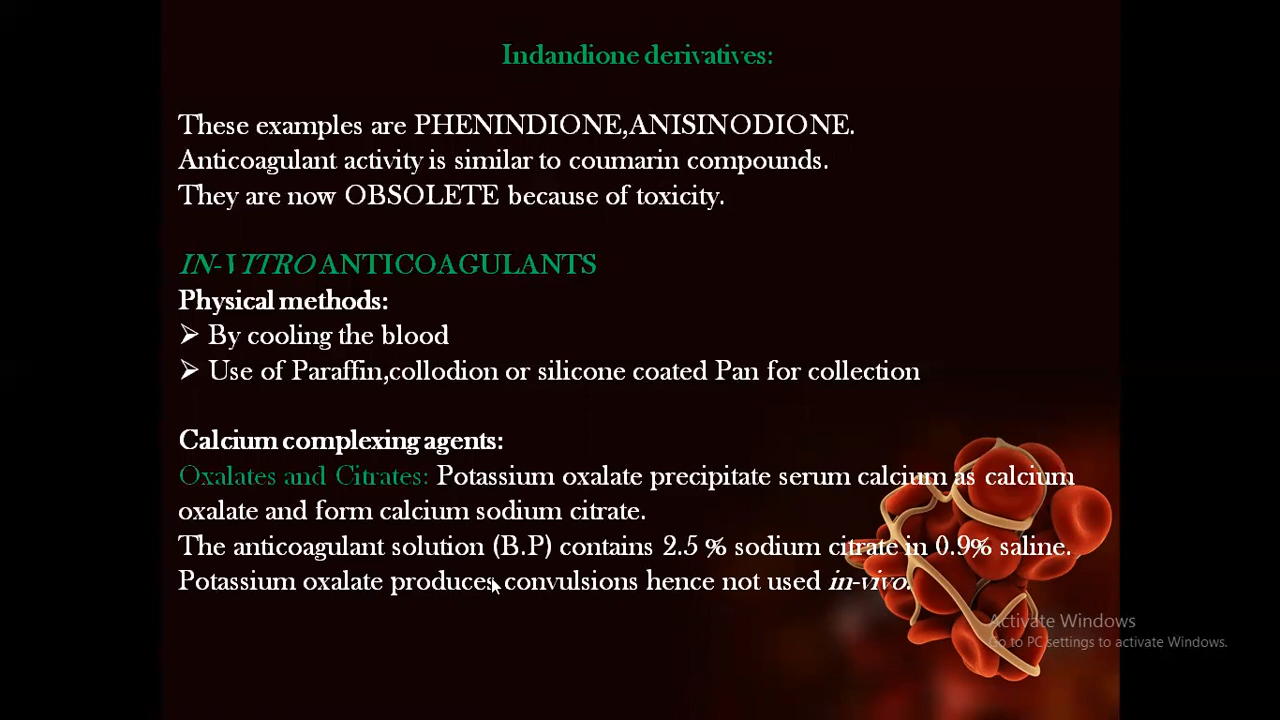 Indandione derivatives:
These examples are PHENINDIONE,ANISINODIONE.
Anticoagulant activity is similar to coumarin compounds.
They are now OBSOLETE because of toxicity.
IN-VITRO ANTICOAGULANTS
Physical methods:
➢ By cooling the blood
➢ Use of Paraffin,collodion or silicone coated Pan for collection
Calcium complexing agents:
Oxalates and Citrates: Potassium oxalate precipitate serum calcium as calcium
oxalate and form calcium sodium citrate.
The anticoagulant solution (B.P) contains 2.5 % sodium citrate in 0.9% saline.
Potassium oxalate produces convulsions hence not used in-vivo.
Activate Windows
Go to PC settings to activate Windows.